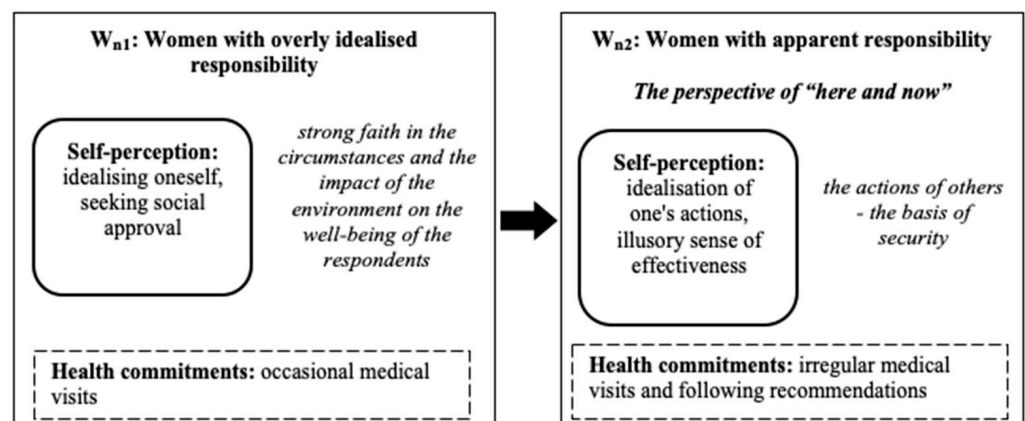 W_n1: Women with overly idealised
responsibility
Self-perception:
idealising oneself,
seeking social
approval
strong faith in the
circumstances and the
impact of the
environment on the
well-being of the
respondents
Health commitments: occasional medical
visits
W_n2: Women with apparent responsibility
The perspective of “here and now”
Self-perception:
idealisation of
one's actions,
illusory sense of
effectiveness
the actions of others
- the basis of
security
Health commitments: irregular medical
visits and following recommendations